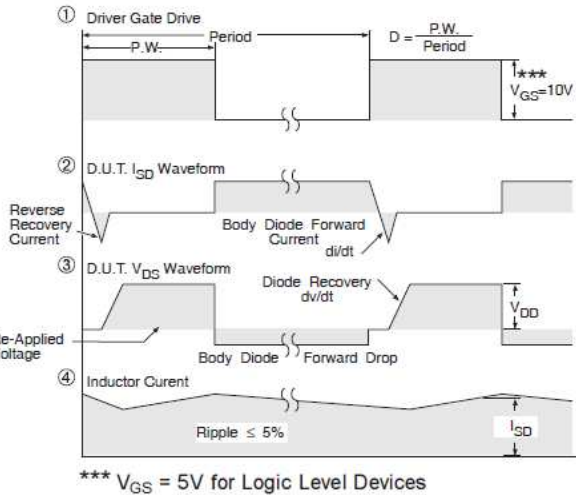 ① Driver Gate Drive
P.W.
Period
D = P.W.
Period
***
VGS=10V
② D.U.T. ISD Waveform
Reverse
Recovery
Current
Body Diode Forward
Current
di/dt
③ D.U.T. VDS Waveform
Diode Recovery
dv/dt
VDD
-Applied
Body Diode Forward Drop
④ Inductor Curent
Ripple ≤ 5%
ISD
*** VGS = 5V for Logic Level Devices